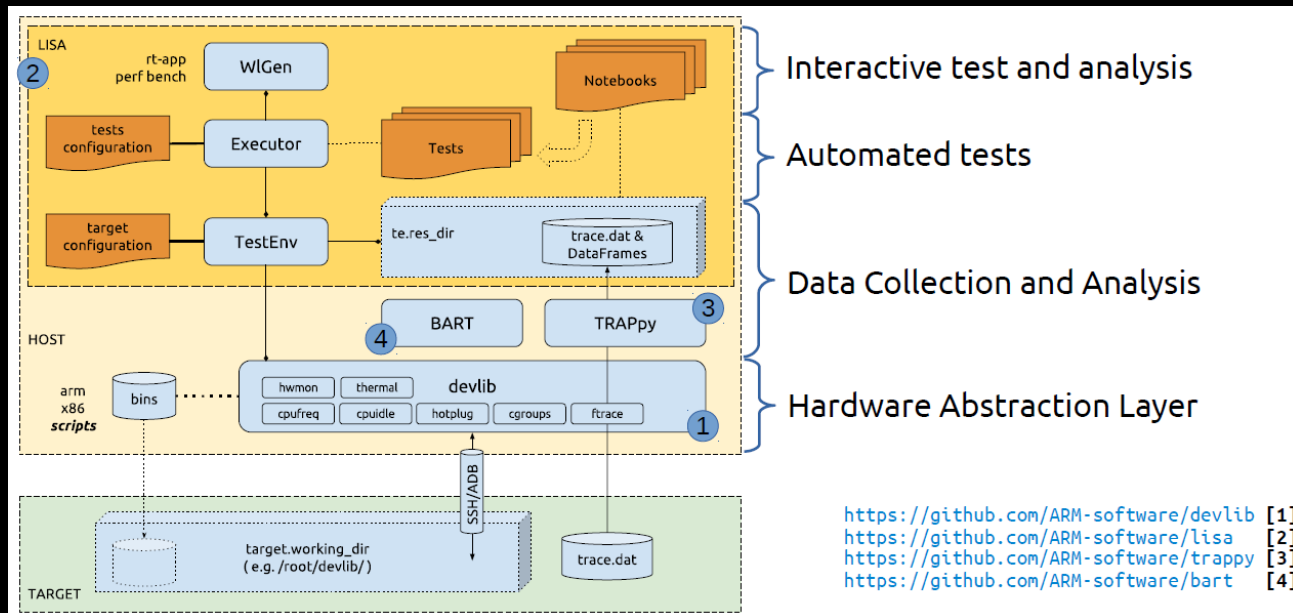 LISA
2
rt-app
perf bench
WlGen
Notebooks
Interactive test and analysis
tests
configuration
Executor
Tests
Automated tests
target
configuration
TestEnv
te.res_dir
trace.dat &
DataFrames
Data Collection and Analysis
HOST
4
BART
TRAPpy
3
arm
x86
scripts
bins
hwmon
thermal
devlib
cpufreq
cpuidle
hotplug
cgroups
ftrace
1
Hardware Abstraction Layer
SSH/ADB
target.working_dir
( e.g. /root/devlib/ )
trace.dat
TARGET
https://github.com/ARM-software/devlib [1]
https://github.com/ARM-software/lisa [2]
https://github.com/ARM-software/trappy [3]
https://github.com/ARM-software/bart [4]